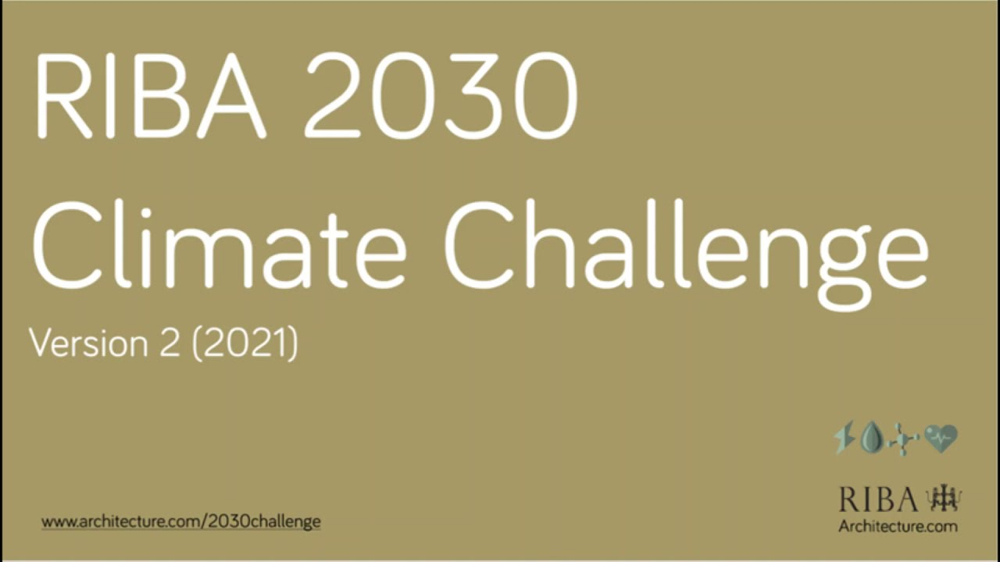 RIBA 2030
Climate Challenge
Version 2 (2021)
www.architecture.com/2030challenge
RIBA
Architecture.com